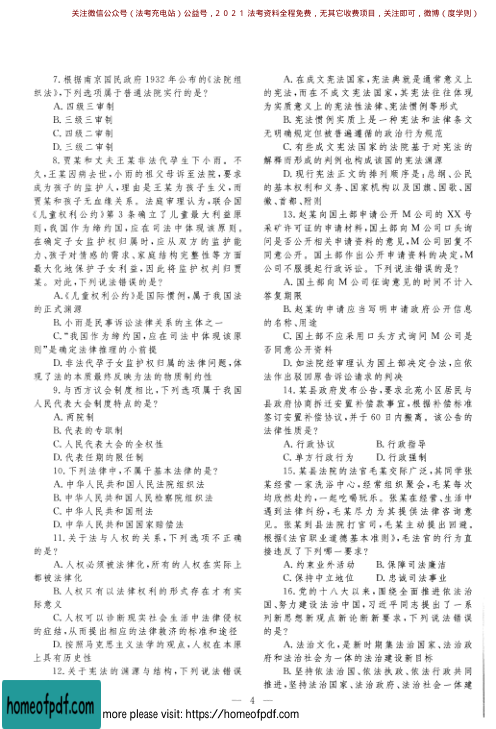 关注微信公众号（法考充电站）公益号，2021法考资料全程免费，无其它收费项目，关注即可，微博（度学则）
7.根据南京国民政府 1932 年公布的《法院组
织法》，下列选项属于普通法院实行的是?
A.四级三审制
B.三级三审制
C.四级二审制
D.三级二审制
8.贾某和丈夫王某非法代孕生下小雨。不
久，王某因病去世，小雨的祖父母诉至法院，要求
成为孩子的监护人，理由是王某为孩子生父，而
贾某和孩子无血缘关系。法庭审理认为，联合国
《儿童权利公约》第 3 条确立了儿童最大利益原
则，我国作为缔约国，应在司法中体现该原则。
在确定子女监护权归属时，应从双方的监护能
力、孩子对情感的需求、家庭结构完整性等方面
最大化地保护子女利益，因此将监护权判归贾
某。对此，下列说法错误的是?
A.《儿童权利公约》是国际惯例，属于我国法
的正式渊源
B.小雨是民事诉讼法律关系的主体之一
C.“我国作为缔约国，应在司法中体现该原
则”是确定法律推理的小前提
D.非法代孕子女监护权归属的法律问题，体
现了法的本质最终反映为法的物质制约性
9.与西方议会制度相比，下列选项属于我国
人民代表大会制度特点的是?
A.两院制
B.代表的专职制
C.人民代表大会的全权性
D.代表任期的限任制
10.下列法律中，不属于基本法律的是?
A.中华人民共和国人民法院组织法
B.中华人民共和国人民检察院组织法
C.中华人民共和国刑法
D.中华人民共和国国家赔偿法
11.关于法与人权的关系，下列选项不正确
的是?
A.人权必须被法律化，所有的人权在实际上
都被法律化
B.人权只有以法律权利的形式存在才有实
际意义
C.人权可以诊断现实社会生活中法律侵权
的症结，从而提出相应的法律救济的标准和途径
D.按照马克思主义法学的观点，人权在本原
上具有历史性
12.关于宪法的渊源与结构，下列说法错误
A.在成文宪法国家，宪法典就是通常意义上
的宪法，而在不成文宪法国家，其宪法往往体现
为实质意义上的宪法性法律、宪法惯例等形式
B.宪法惯例实质上是一种宪法和法律条文
无明确规定但被普遍遵循的政治行为规范
C.有些成文宪法国家的法院基于对宪法的
解释而形成的判例也构成该国的宪法渊源
D.现行宪法正文的排列顺序是：总纲、公民
的基本权利和义务、国家机构以及国旗、国歌、国
徽、首都、附则
13.赵某向国土部申请公开 M 公司的 XX 号
采矿许可证的申请材料，国土部向 M 公司口头询
问是否公开相关申请资料的意见，M 公司回复不
同意公开。国土部作出公开申请资料的决定，M
公司不服提起行政诉讼。下列说法错误的是?
A.国土部向 M 公司征询意见的时间不计入
答复期限
B.赵某的申请应当写明申请政府公开信息
的名称、用途
C.国土部不应采用口头方式询问 M 公司是
否同意公开资料
D.如法院经审理认为国土部决定合法，应依
法作出驳回原告诉讼请求的判决
14.某县政府发布公告，要求北苑小区居民与
县政府协商拆迁安置补偿款事宜，根据补偿标准
签订安置补偿协议，并于 60 日内搬离。该公告的
法律性质是?
A.行政协议 B.行政指导
C.单方行政行为 D.行政强制
15.某县法院的法官毛某交际广泛，其同学张
某经营一家洗浴中心，经常组织聚会，毛某每次
均欣然赴约，一起吃喝玩乐。张某在经营、生活中
遇到法律纠纷，毛某尽力为其提供法律咨询意
见。张某到县法院打官司，毛某主动提出回避。
根据《法官职业道德基本准则》，毛法官的行为直
接违反了下列哪一要求?
A.约束业外活动 B.保障司法廉洁
C.保持中立地位 D.忠诚司法事业
16.党的十八大以来，围绕全面推进依法治
国、努力建设法治中国，习近平同志提出了一系
列新思想新观点新论断新要求，下列说法错误
的是?
A.法治文化，是新时期集法治国家、法治政
府和法治社会为一体的法治建设新目标
B.坚持依法治国、依法执政、依法行政共同
推进，坚持法治国家、法治政府、法治社会一体建
— 4 —
homeofpdf.com
more please visit: https://homeofpdf.com